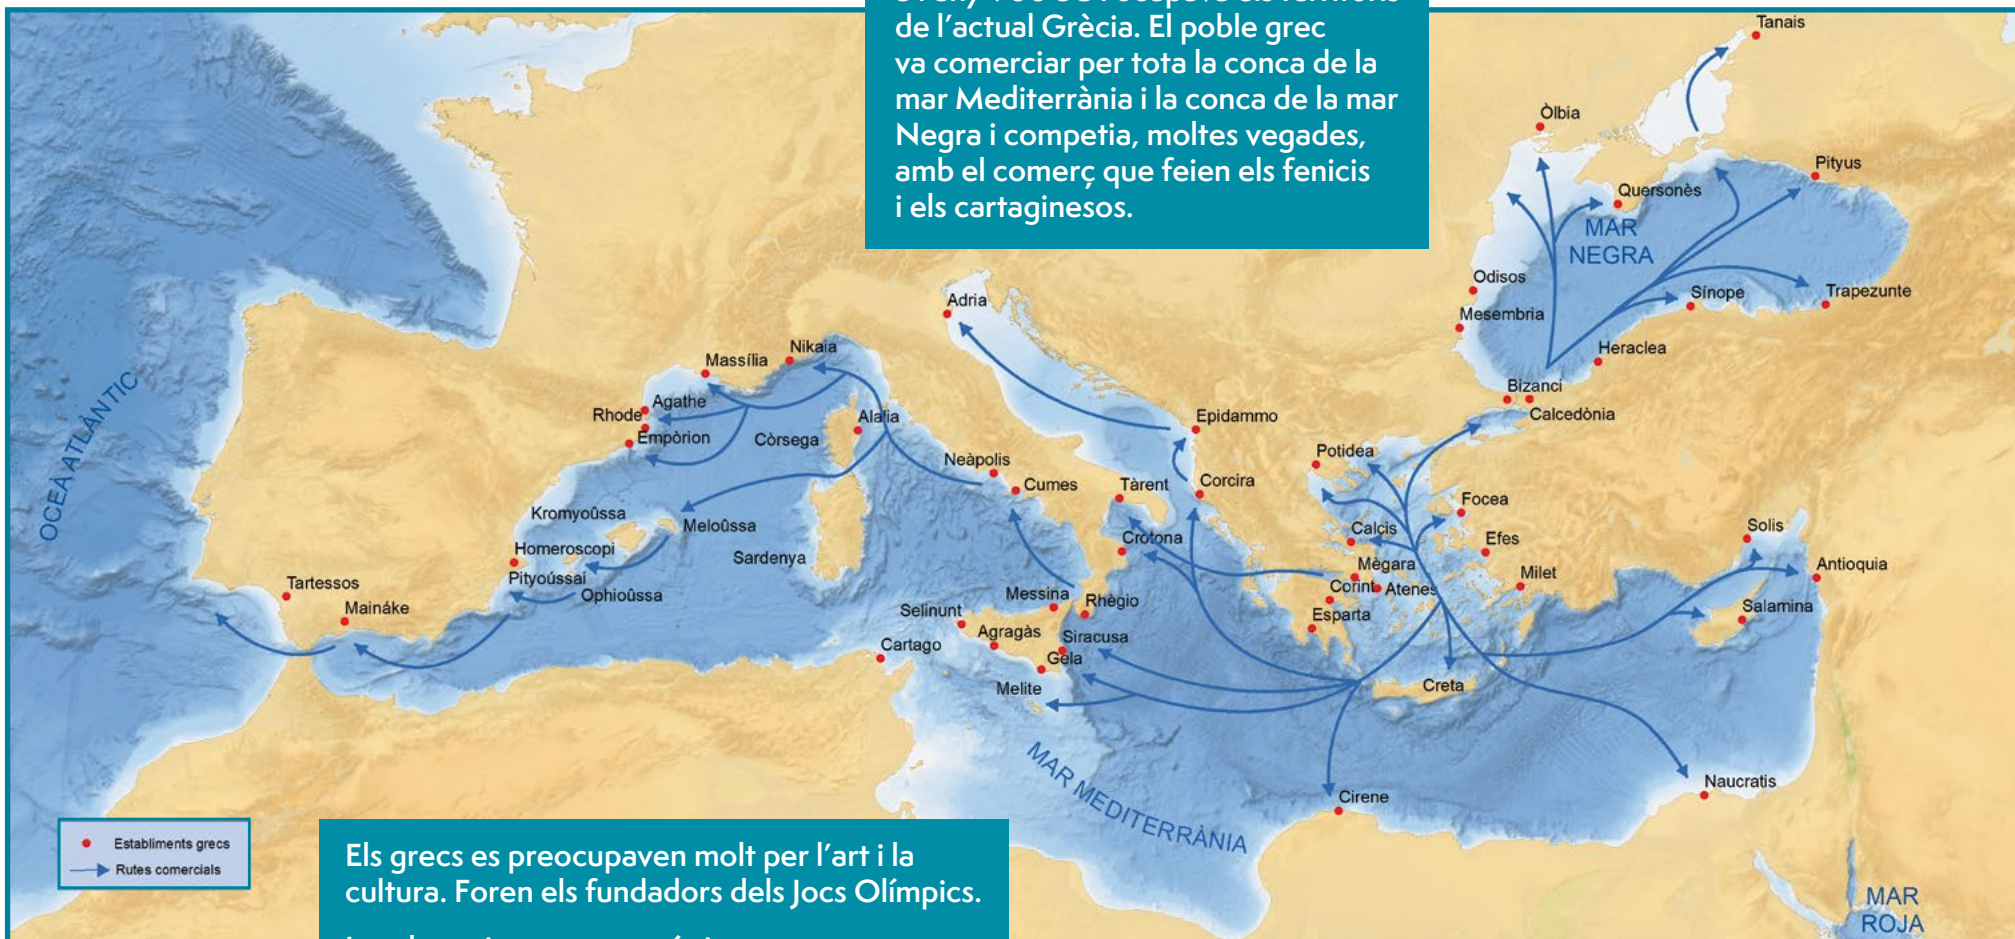 de l'actual Grècia. El poble grec
va comerciar per tota la conca de la
mar Mediterrània i la conca de la mar
Negra i competia, moltes vegades,
amb el comerç que feien els fenicis
i els cartaginesos.
Tanais
Òlbia
Pityus
Quersonès
MAR
NEGRA
Odisos
Sínope
Trapezunte
Mesembria
Heraclea
Bizanci
Calcedònia
Adria
Nikaia
Massília
Agathe
Rhode
Empòrion
Alalia
Còrsega
Epidammo
Potidea
Neàpolis
Cumes
Tàrent
Corcira
Focea
OCEÀ ATLÀNTIC
Kromyoûssa
Meloûssa
Calcis
Solis
Crotona
Efes
Homeroscopi
Sardenya
Mègara
Antioquia
Pityoússai
Tartessos
Ophioûssa
Corint
Atenes
Milet
Maináke
Messina
Rhègio
Salamina
Selinunt
Esparta
Agragàs
Siracusa
Cartago
Gela
Melite
Creta
MAR MEDITERRÀNIA
Naucratis
Cirene
Establiments grecs
Rutes comercials
Els grecs es preocupaven molt per l'art i la
cultura. Foren els fundadors dels Jocs Olímpics.
MAR
ROJA